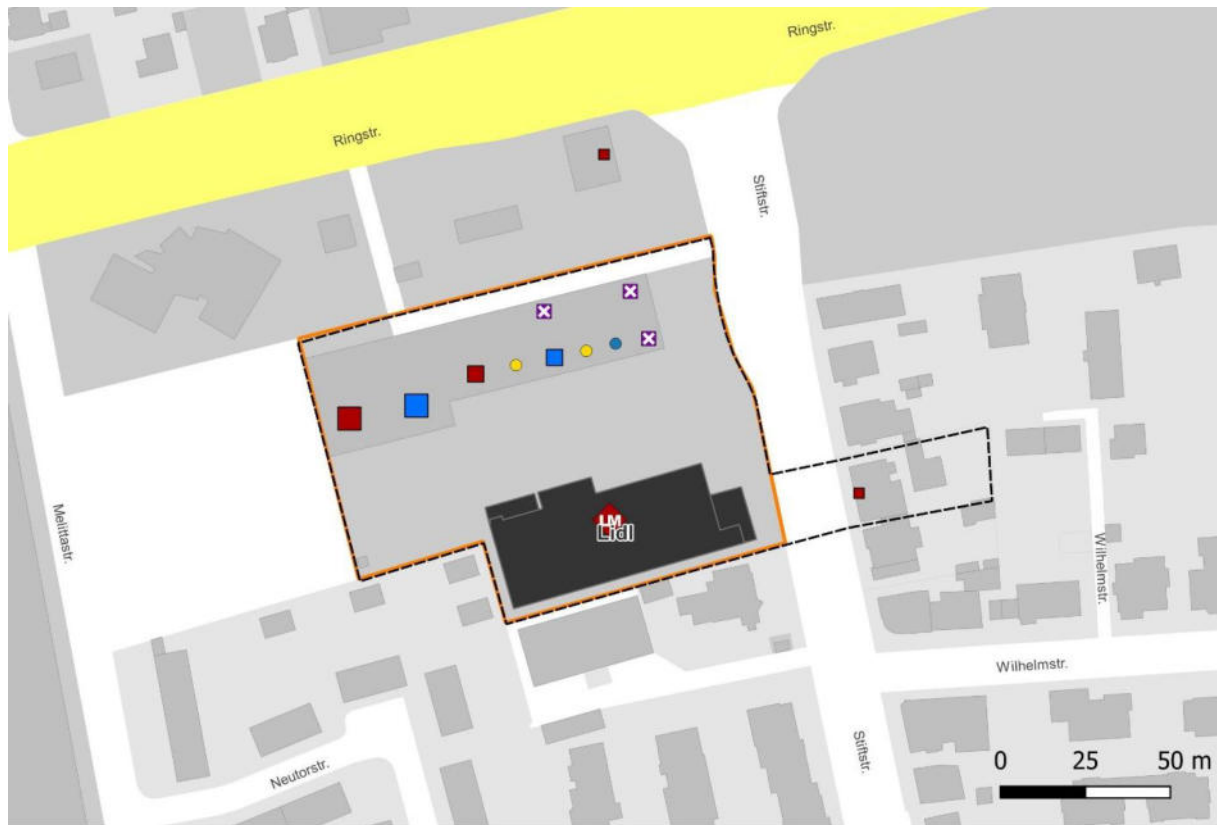 Ringstr.
Ringstr.
Stiftstr.
LM
Lidl
Melittastr.
Wilhelmstr.
Wilhelmstr.
Stiftstr.
Neutorstr.
0 25 50 m